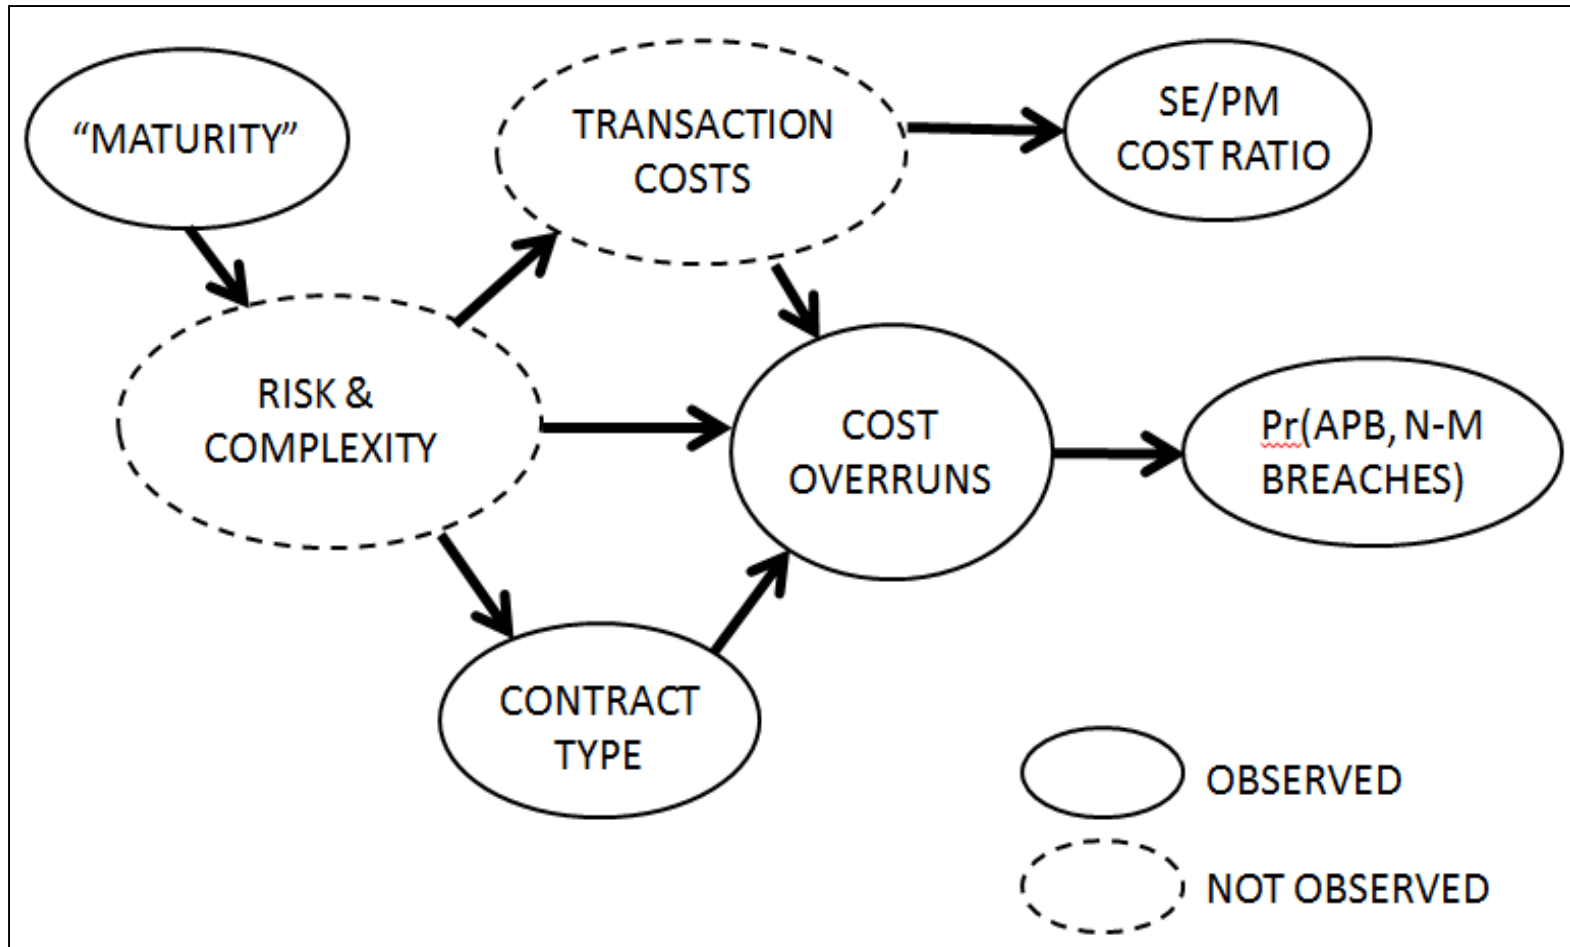 “MATURITY”
TRANSACTION
COSTS
SE/PM
COST RATIO
RISK &
COMPLEXITY
COST
OVERRUNS
Pr(APB, N-M
BREACHES)
CONTRACT
TYPE
OBSERVED
NOT OBSERVED